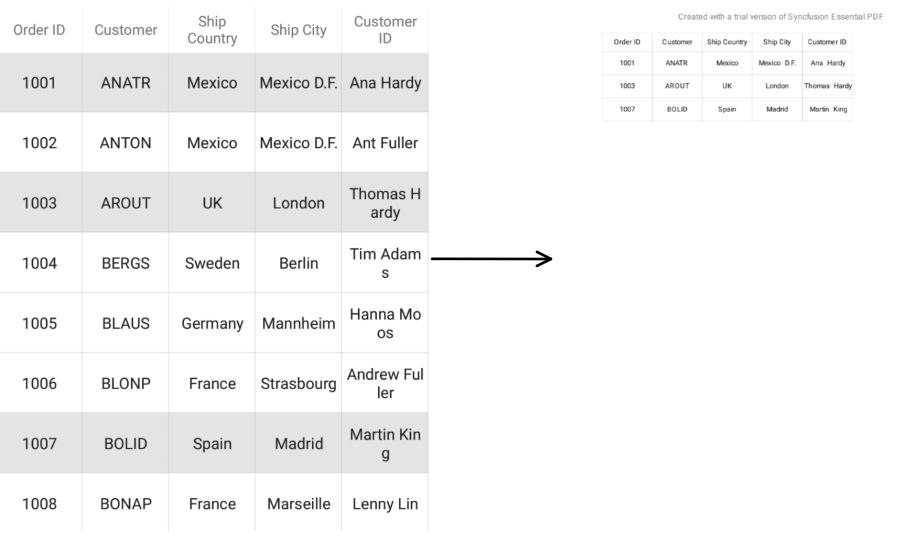 Order ID Customer Ship Country Ship City Customer ID
1001 ANATR Mexico Mexico D.F. Ana Hardy
1002 ANTON Mexico Mexico D.F. Ant Fuller
1003 AROUT UK London Thomas H
ardy
1004 BERGS Sweden Berlin Tim Adam
s
1005 BLAUS Germany Mannheim Hanna Mo
os
1006 BLONP France Strasbourg Andrew Ful
ler
1007 BOLID Spain Madrid Martin Kin
g
1008 BONAP France Marseille Lenny Lin
Created with a trial version of Syncfusion Essential PDF
Order ID Customer Ship Country Ship City Customer ID
1001 ANATR Mexico Mexico D.F. Ana Hardy
1003 AROUT UK London Thomas Hardy
1007 BOLID Spain Madrid Martin King